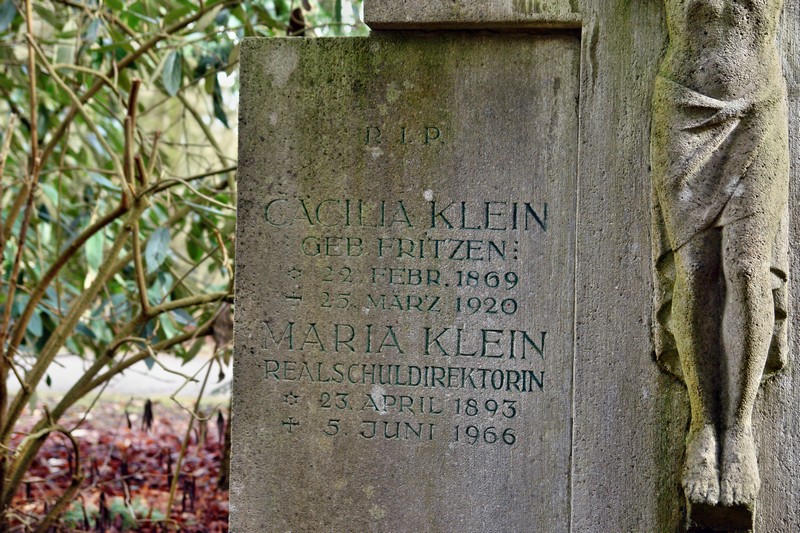 R. I. P.
CÄCILIA KLEIN
GEB. FRITZEN:
* 22. FEBR. 1869
+ 25. MÄRZ 1920
MARIA KLEIN
REALSCHULDIREKTORIN
* 23. APRIL 1893
+ 5. JUNI 1966